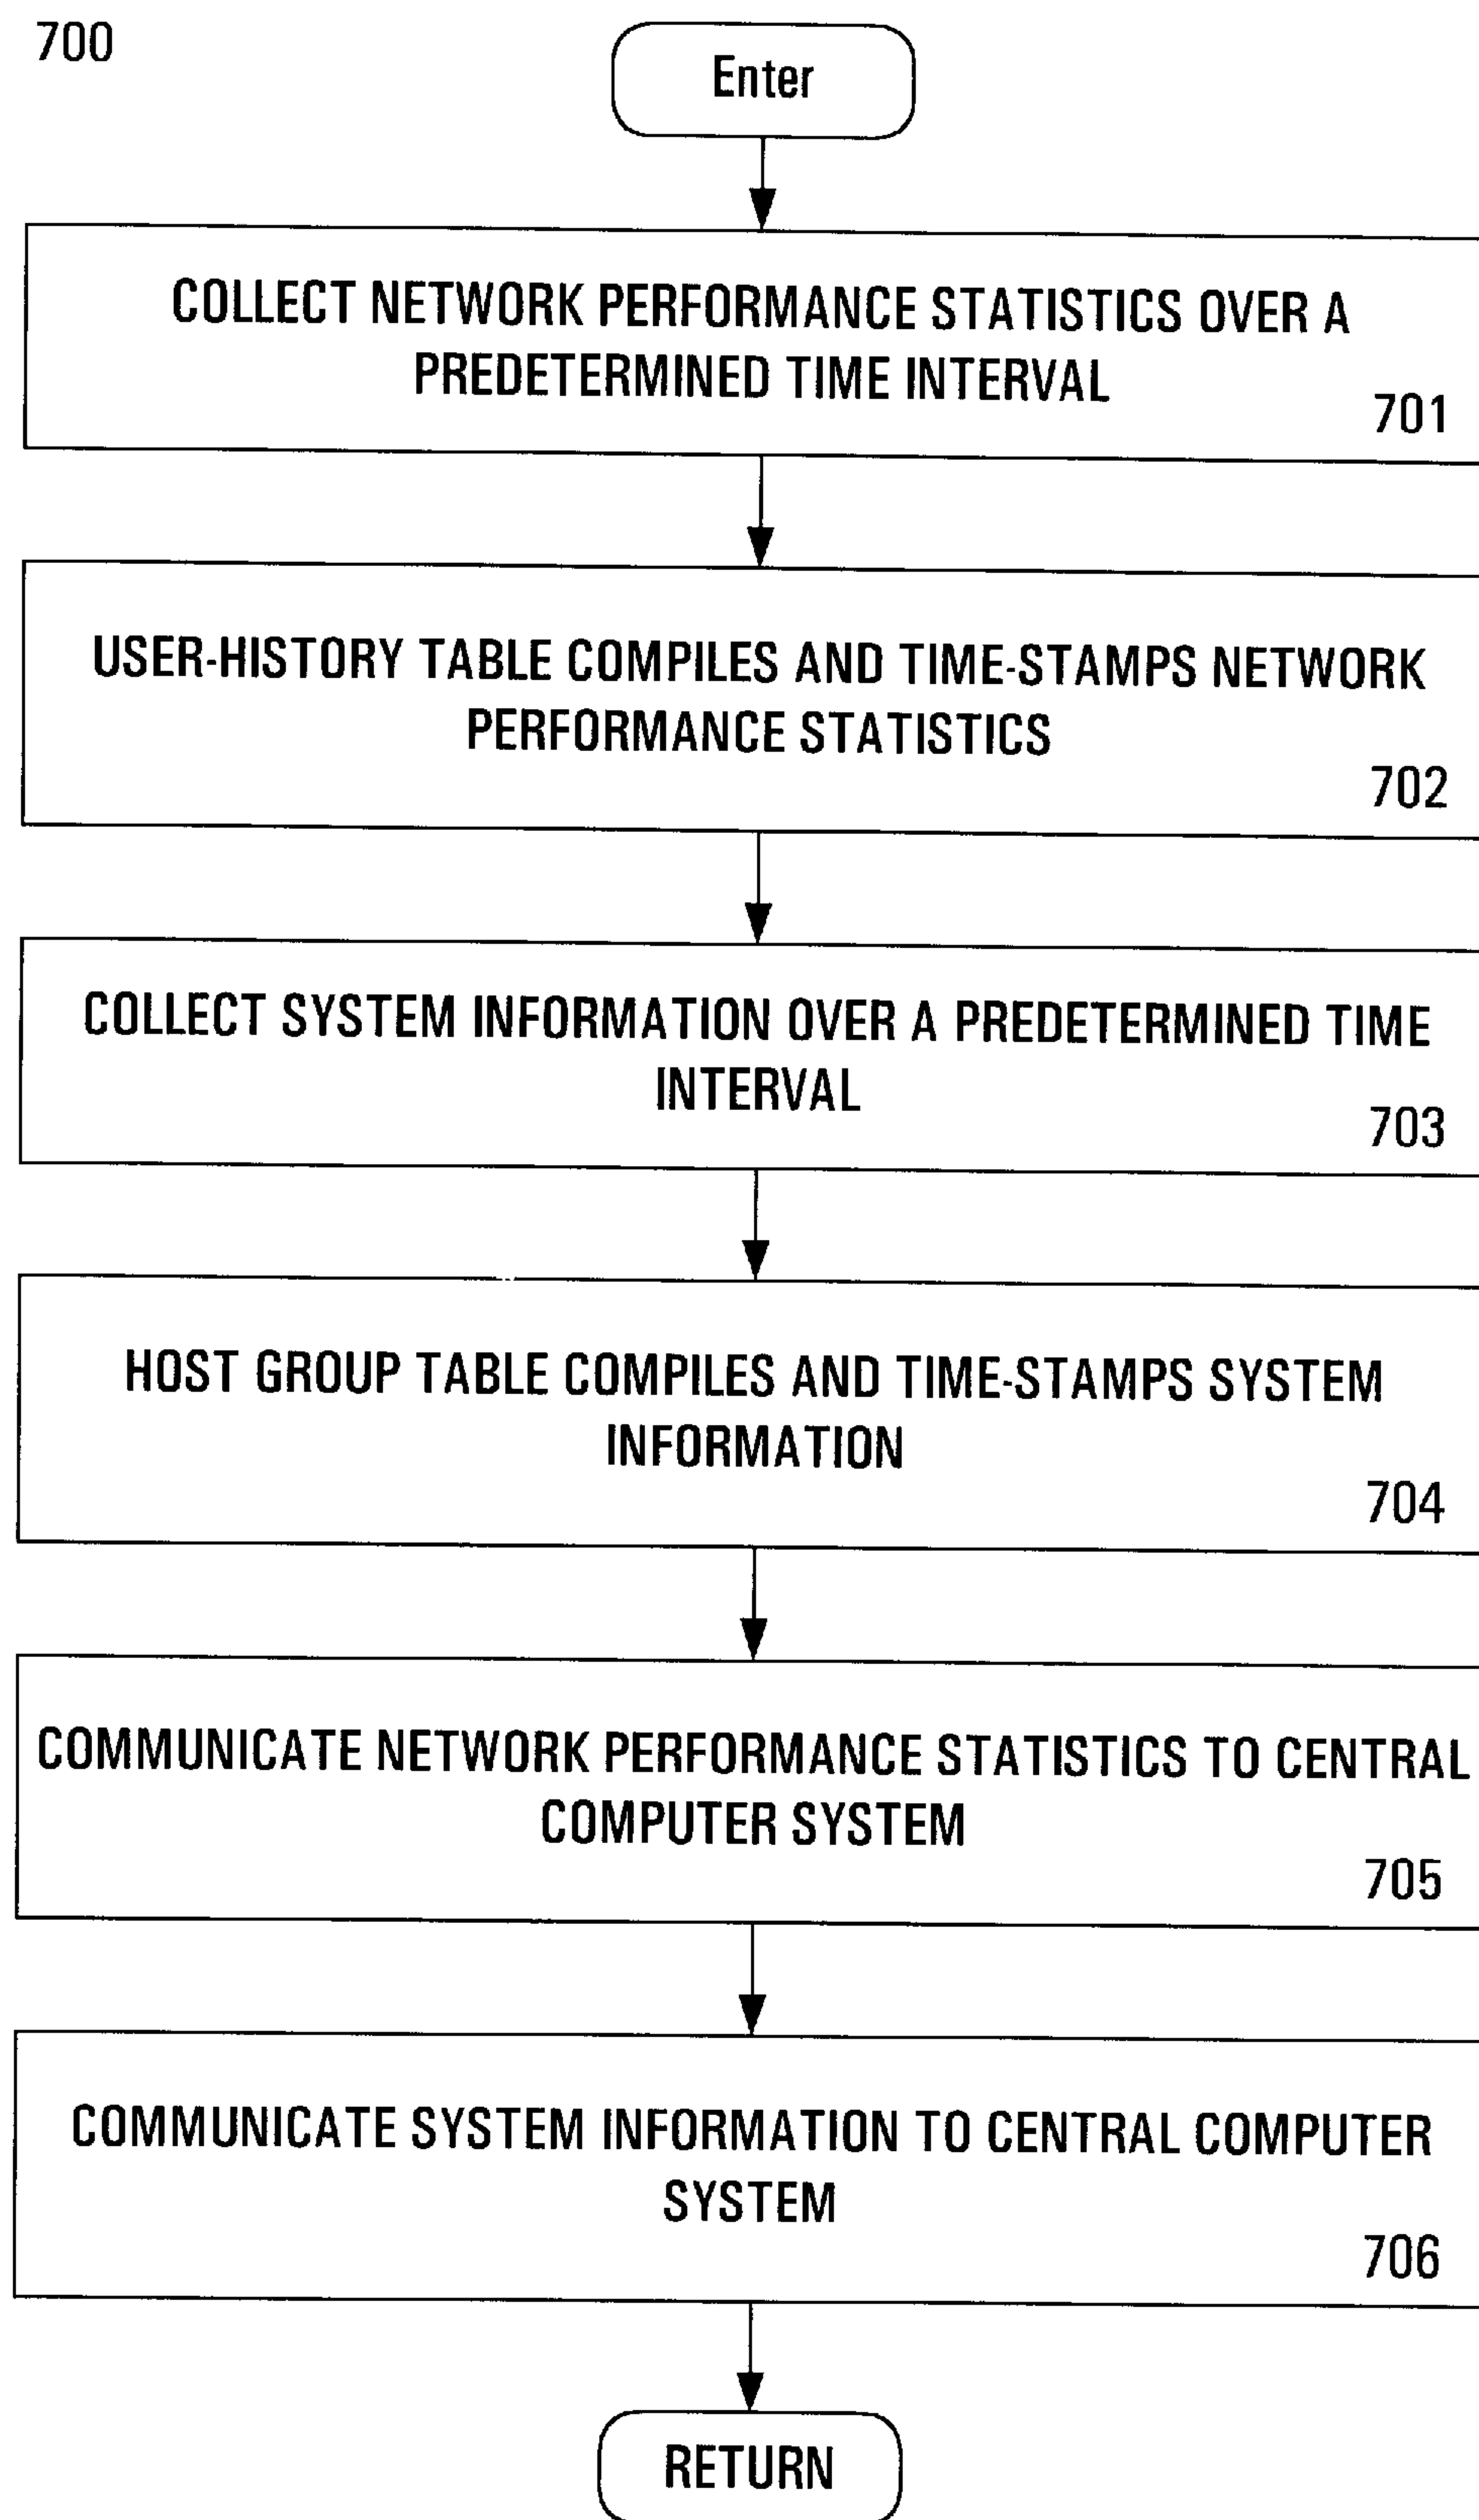 700
Enter
COLLECT NETWORK PERFORMANCE STATISTICS OVER A
PREDETERMINED TIME INTERVAL
701
USER-HISTORY TABLE COMPILES AND TIME-STAMPS NETWORK
PERFORMANCE STATISTICS
702
COLLECT SYSTEM INFORMATION OVER A PREDETERMINED TIME
INTERVAL
703
HOST GROUP TABLE COMPILES AND TIME-STAMPS SYSTEM
INFORMATION
704
COMMUNICATE NETWORK PERFORMANCE STATISTICS TO CENTRAL
COMPUTER SYSTEM
705
COMMUNICATE SYSTEM INFORMATION TO CENTRAL COMPUTER
SYSTEM
706
RETURN